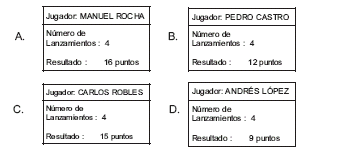 A.
Jugador: MANUEL ROCHA
Número de
Lanzamientos : 4
Resultado : 16 puntos
B.
Jugador: PEDRO CASTRO
Número de
Lanzamientos : 4
Resultado : 12 puntos
C.
Jugador: CARLOS ROBLES
Número de
Lanzamientos : 4
Resultado : 15 puntos
D.
Jugador: ANDRÉS LÓPEZ
Número de
Lanzamientos : 4
Resultado : 9 puntos